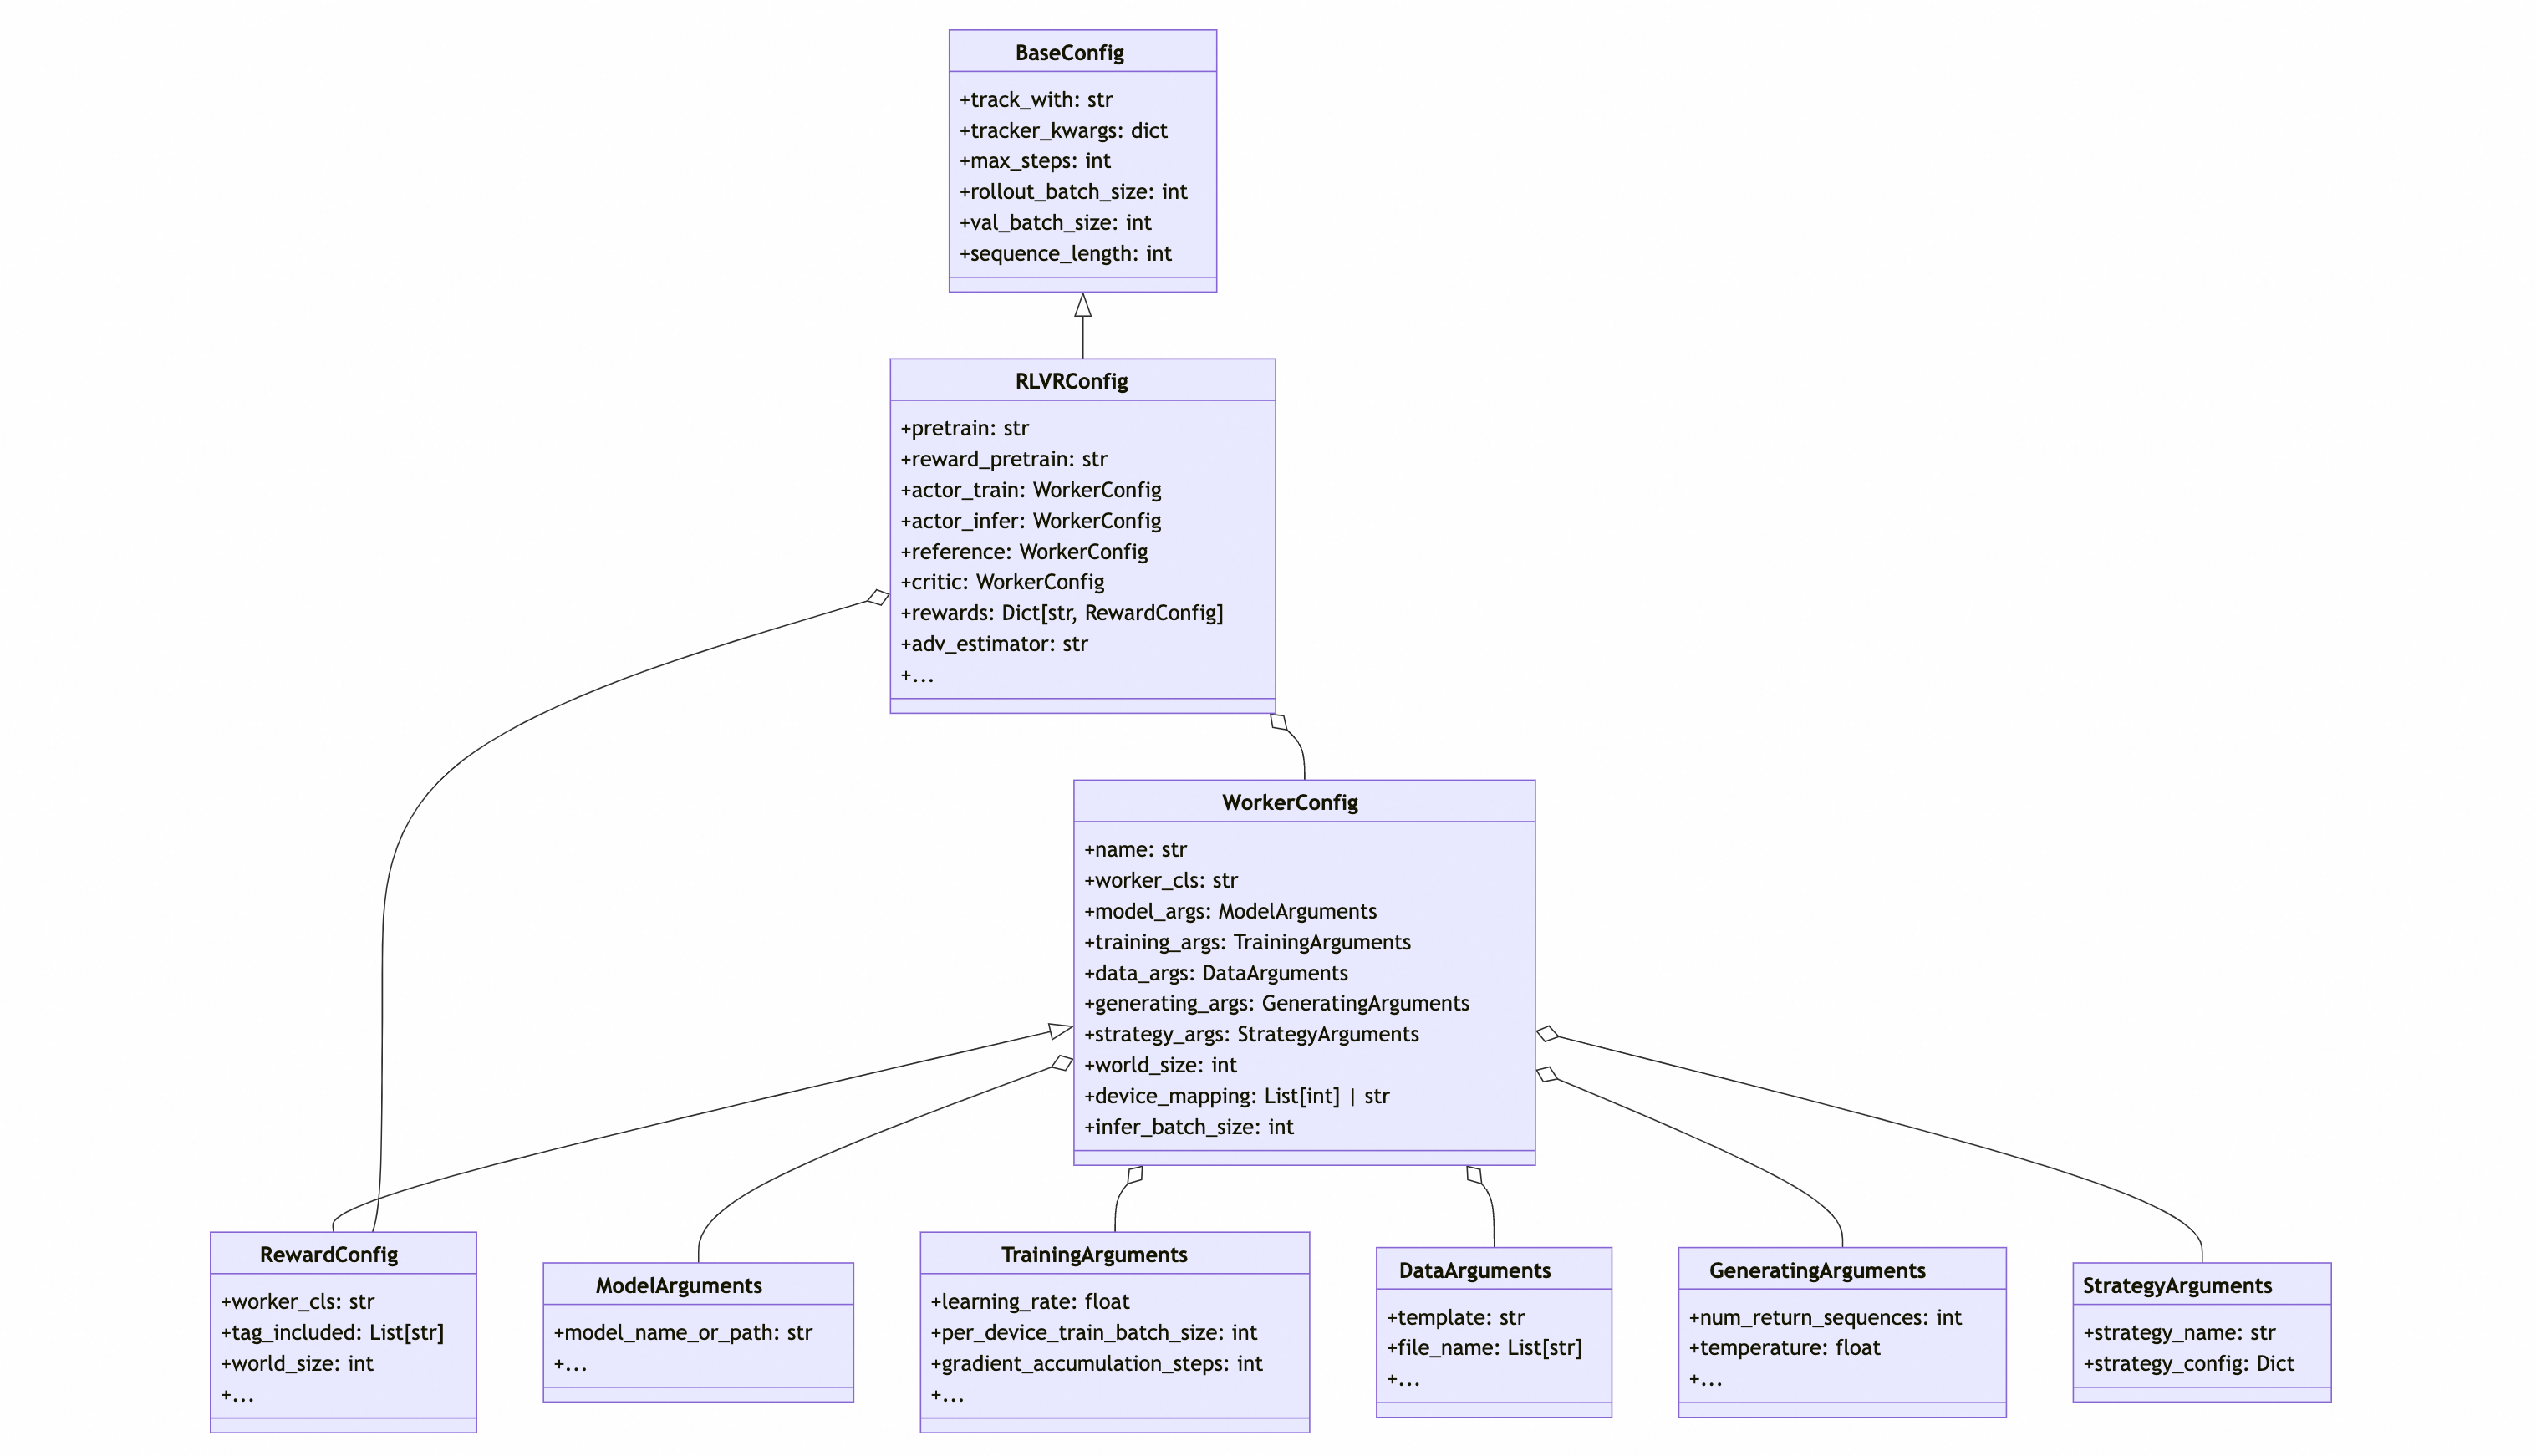 BaseConfig
+track_with: str
+tracker_kwargs: dict
+max_steps: int
+rollout_batch_size: int
+val_batch_size: int
+sequence_length: int
RLVRConfig
+pretrain: str
+reward_pretrain: str
+actor_train: WorkerConfig
+actor_infer: WorkerConfig
+reference: WorkerConfig
+critic: WorkerConfig
+rewards: Dict[str, RewardConfig]
+adv_estimator: str
+...
WorkerConfig
+name: str
+worker_cls: str
+model_args: ModelArguments
+training_args: TrainingArguments
+data_args: DataArguments
+generating_args: GeneratingArguments
+strategy_args: StrategyArguments
+world_size: int
+device_mapping: List[int] | str
+infer_batch_size: int
RewardConfig
+worker_cls: str
+tag_included: List[str]
+world_size: int
+...
ModelArguments
+model_name_or_path: str
+...
TrainingArguments
+learning_rate: float
+per_device_train_batch_size: int
+gradient_accumulation_steps: int
+...
DataArguments
+template: str
+file_name: List[str]
+...
GeneratingArguments
+num_return_sequences: int
+temperature: float
+...
StrategyArguments
+strategy_name: str
+strategy_config: Dict